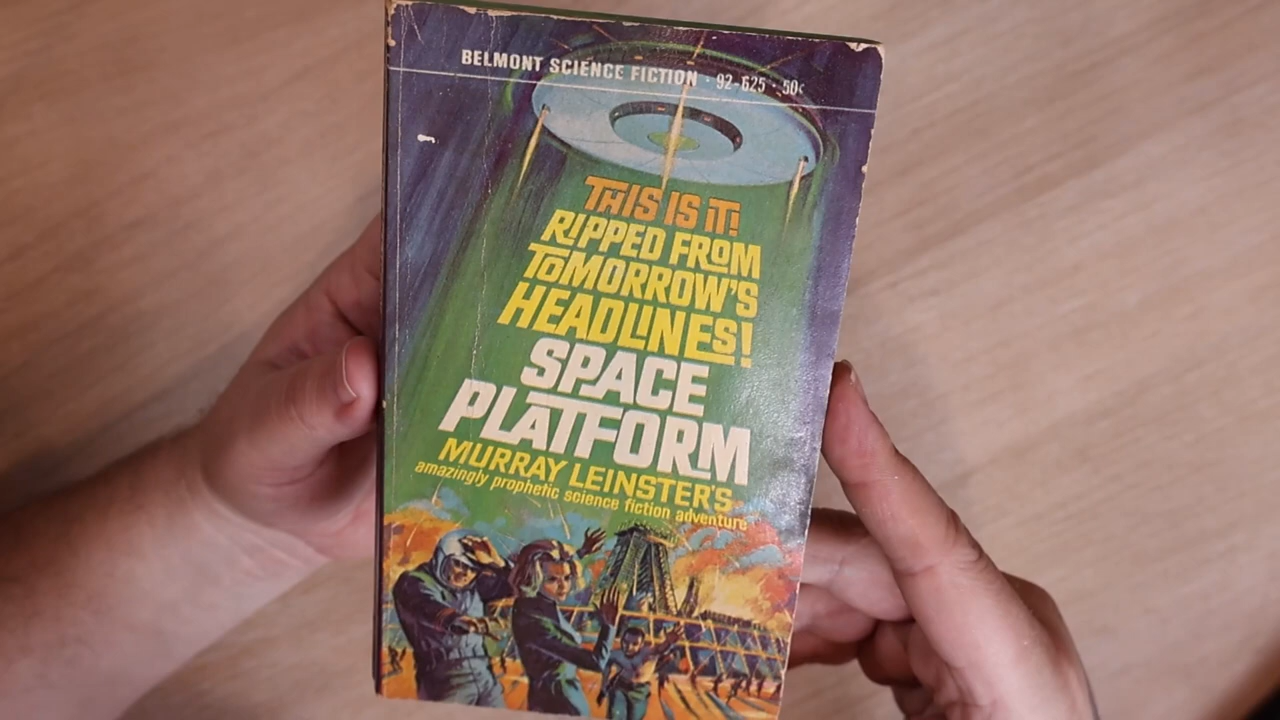 BELMONT SCIENCE FICTION · 92-625 · 50¢
THIS IS IT!
RIPPED FROM
TOMORROW'S
HEADLINES!
SPACE
PLATFORM
MURRAY LEINSTER'S
amazingly prophetic science fiction adventure